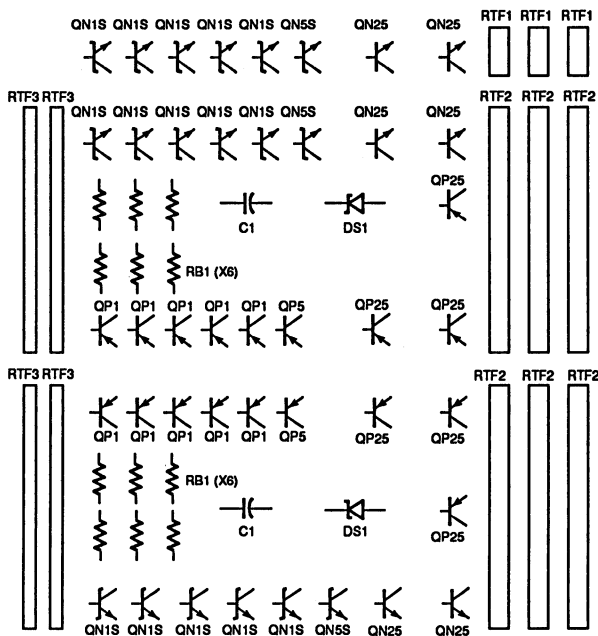 QN1S QN1S QN1S QN1S QN1S QN5S QN25 QN25 RTF1 RTF1 RTF1
RTF3 RTF3 QN1S QN1S QN1S QN1S QN1S QN5S QN25 QN25 RTF2 RTF2 RTF2
QP25
C1 DS1
RB1 (X6)
QP1 QP1 QP1 QP1 QP1 QP5 QP25 QP25
RTF3 RTF3 RTF2 RTF2 RTF2
QP1 QP1 QP1 QP1 QP1 QP5 QP25 QP25
RB1 (X6)
C1 DS1 QP25
QN1S QN1S QN1S QN1S QN1S QN5S QN25 QN25